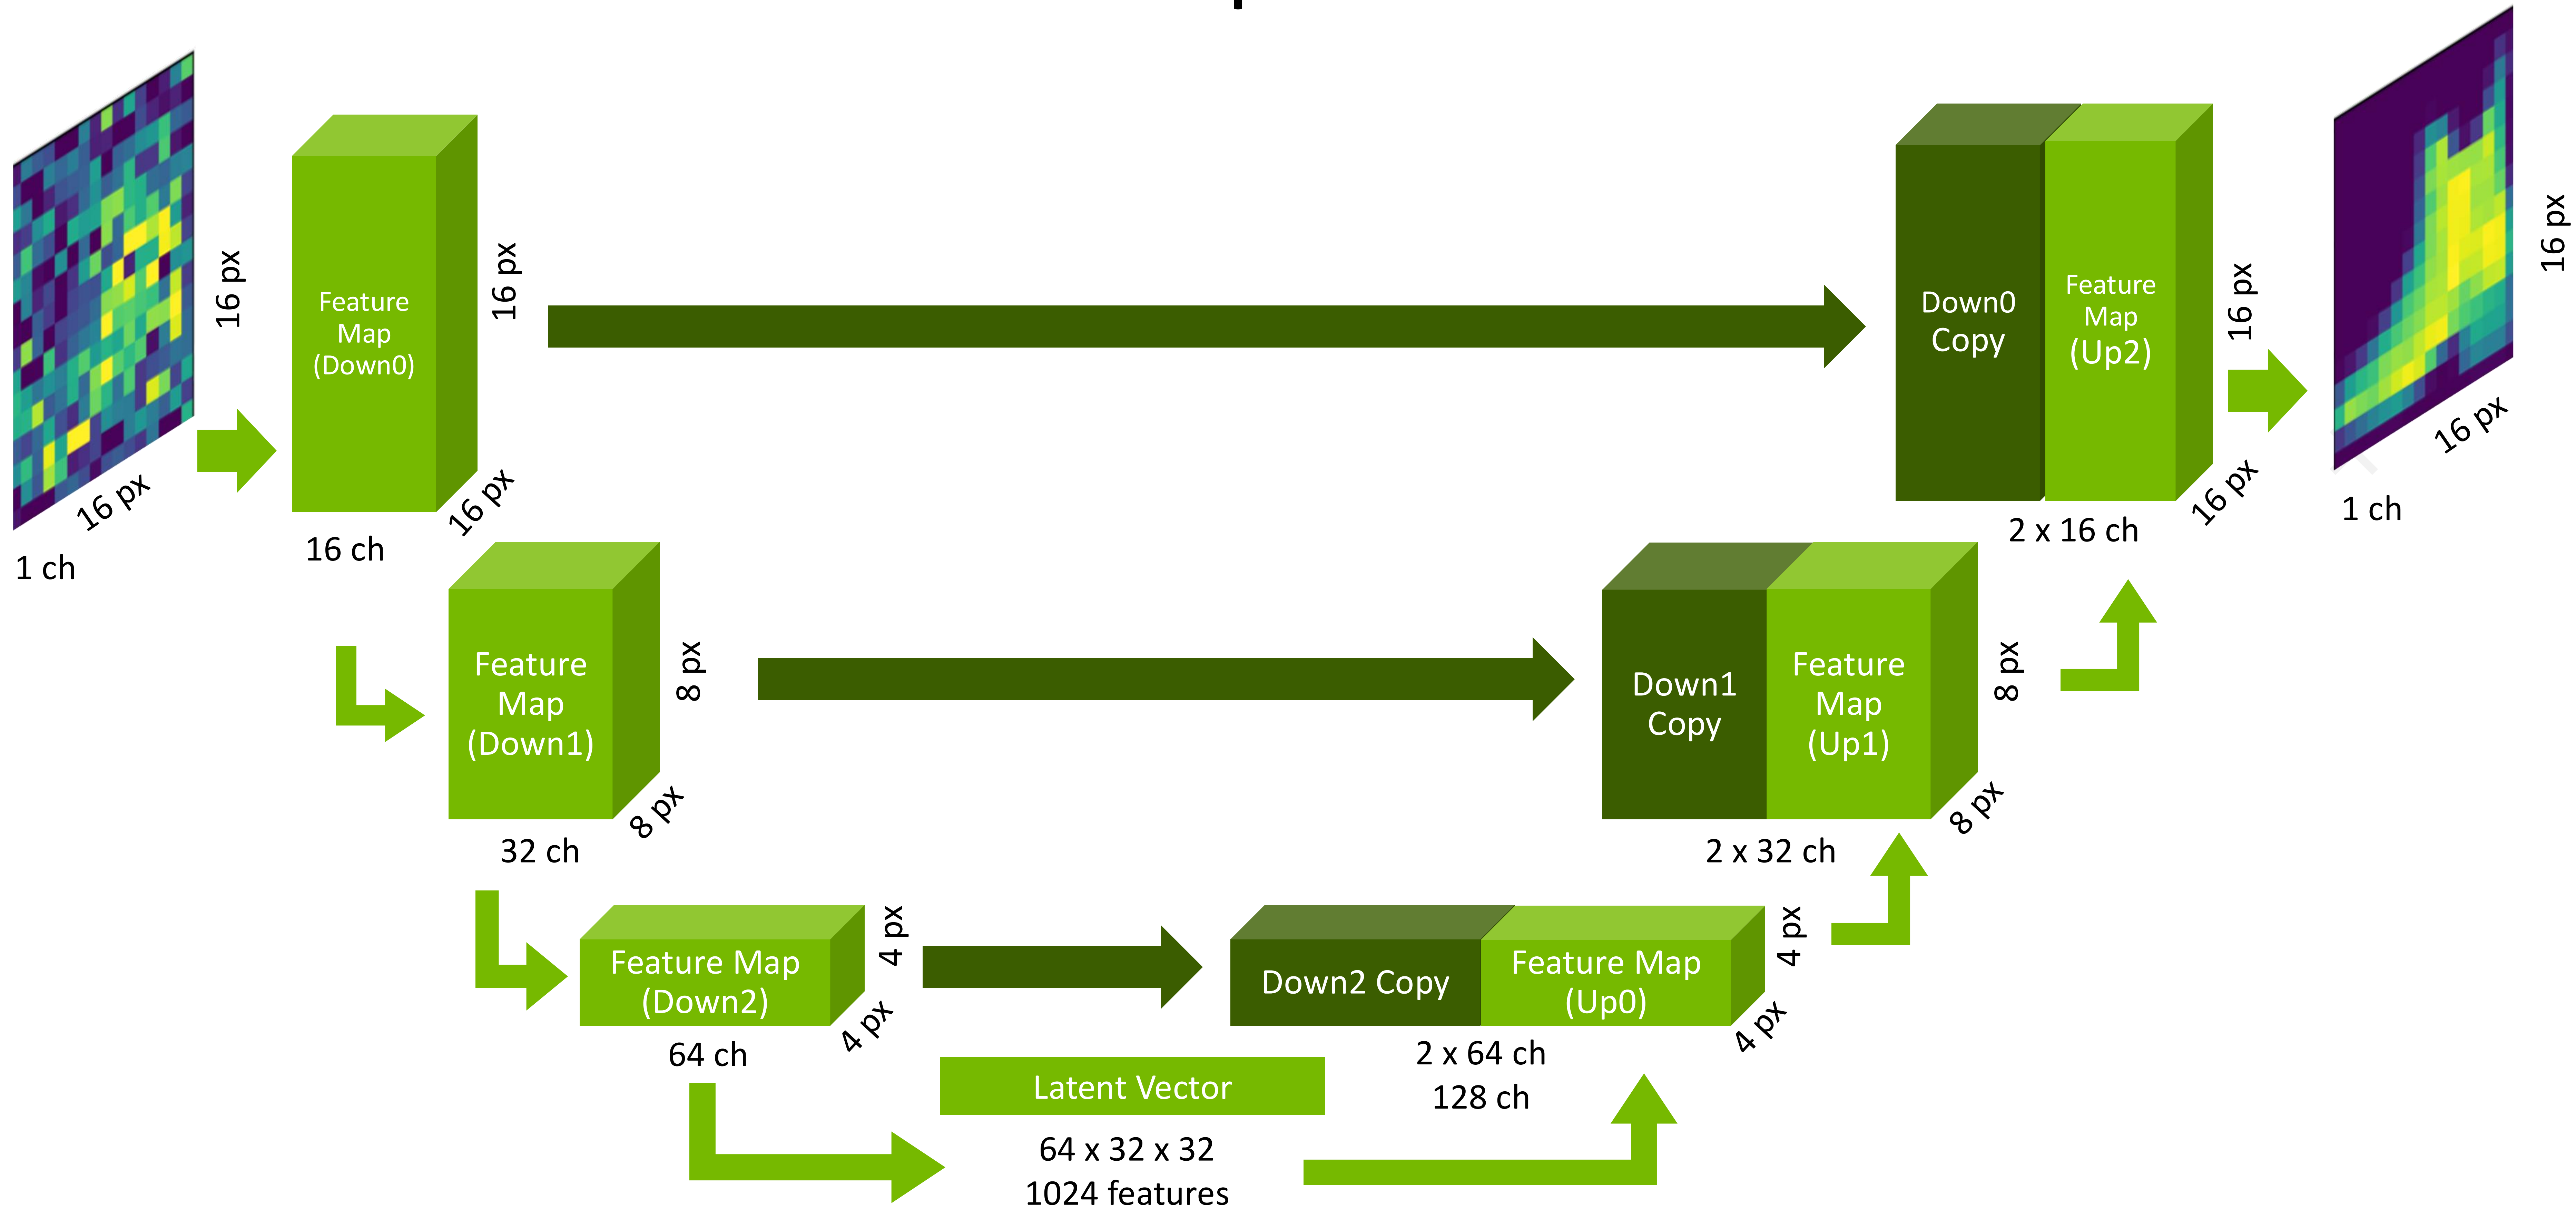 16 px
16 px
1 ch
Feature
Map
(Down0)
16 px
16 px
16 ch
Down0
Copy
Feature
Map
(Up2)
16 px
16 px
2 x 16 ch
16 px
16 px
1 ch
Feature
Map
(Down1)
8 px
8 px
32 ch
Down1
Copy
Feature
Map
(Up1)
8 px
8 px
2 x 32 ch
Feature Map
(Down2)
4 px
4 px
64 ch
Down2 Copy
Feature Map
(Up0)
4 px
4 px
2 x 64 ch
128 ch
Latent Vector
64 x 32 x 32
1024 features